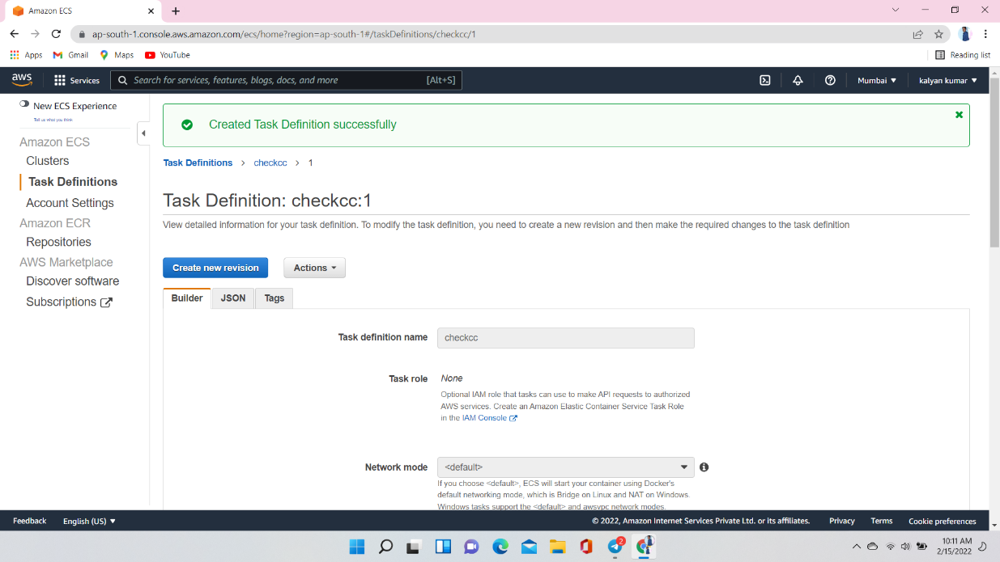 Amazon ECS
ap-south-1.console.aws.amazon.com/ecs/home?region=ap-south-1#/taskDefinitions/checkcc/1
Apps
Gmail
Maps
YouTube
Reading list
aws
Services
Search for services, features, blogs, docs, and more
[Alt+S]
Mumbai
kalyan kumar
New ECS Experience
Tell us what you think
Amazon ECS
Clusters
Task Definitions
Account Settings
Amazon ECR
Repositories
AWS Marketplace
Discover software
Subscriptions
Created Task Definition successfully
Task Definitions > checkcc > 1
Task Definition: checkcc:1
View detailed information for your task definition. To modify the task definition, you need to create a new revision and then make the required changes to the task definition
Create new revision
Actions
Builder
JSON
Tags
Task definition name
checkcc
Task role
None
Optional IAM role that tasks can use to make API requests to authorized
AWS services. Create an Amazon Elastic Container Service Task Role
in the IAM Console
Network mode
<default>
If you choose <default>, ECS will start your container using Docker's
default networking mode, which is Bridge on Linux and NAT on Windows.
Windows tasks support the <default> and awsvpc network modes.
Feedback
English (US)
© 2022, Amazon Internet Services Private Ltd. or its affiliates.
Privacy
Terms
Cookie preferences
2
10:11 AM
2/15/2022